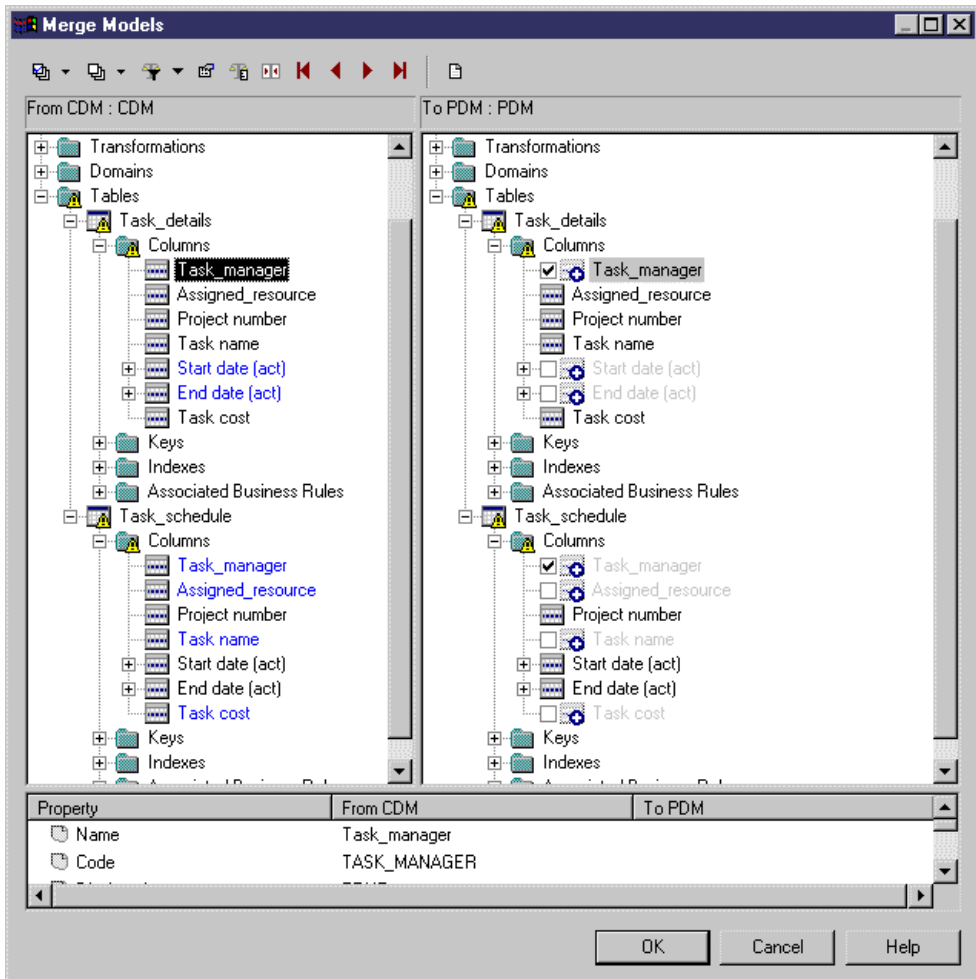 Merge Models
From CDM : CDM
To PDM : PDM
Transformations
Domains
Tables
Task_details
Columns
Task_manager
Assigned_resource
Project number
Task name
Start date (act)
End date (act)
Task cost
Keys
Indexes
Associated Business Rules
Task_schedule
Columns
Task_manager
Assigned_resource
Project number
Task name
Start date (act)
End date (act)
Task cost
Keys
Indexes
Transformations
Domains
Tables
Task_details
Columns
Task_manager
Assigned_resource
Project number
Task name
Start date (act)
End date (act)
Task cost
Keys
Indexes
Associated Business Rules
Task_schedule
Columns
Task_manager
Assigned_resource
Project number
Task name
Start date (act)
End date (act)
Task cost
Keys
Indexes
Property From CDM To PDM
Name Task_manager
Code TASK_MANAGER
OK Cancel Help